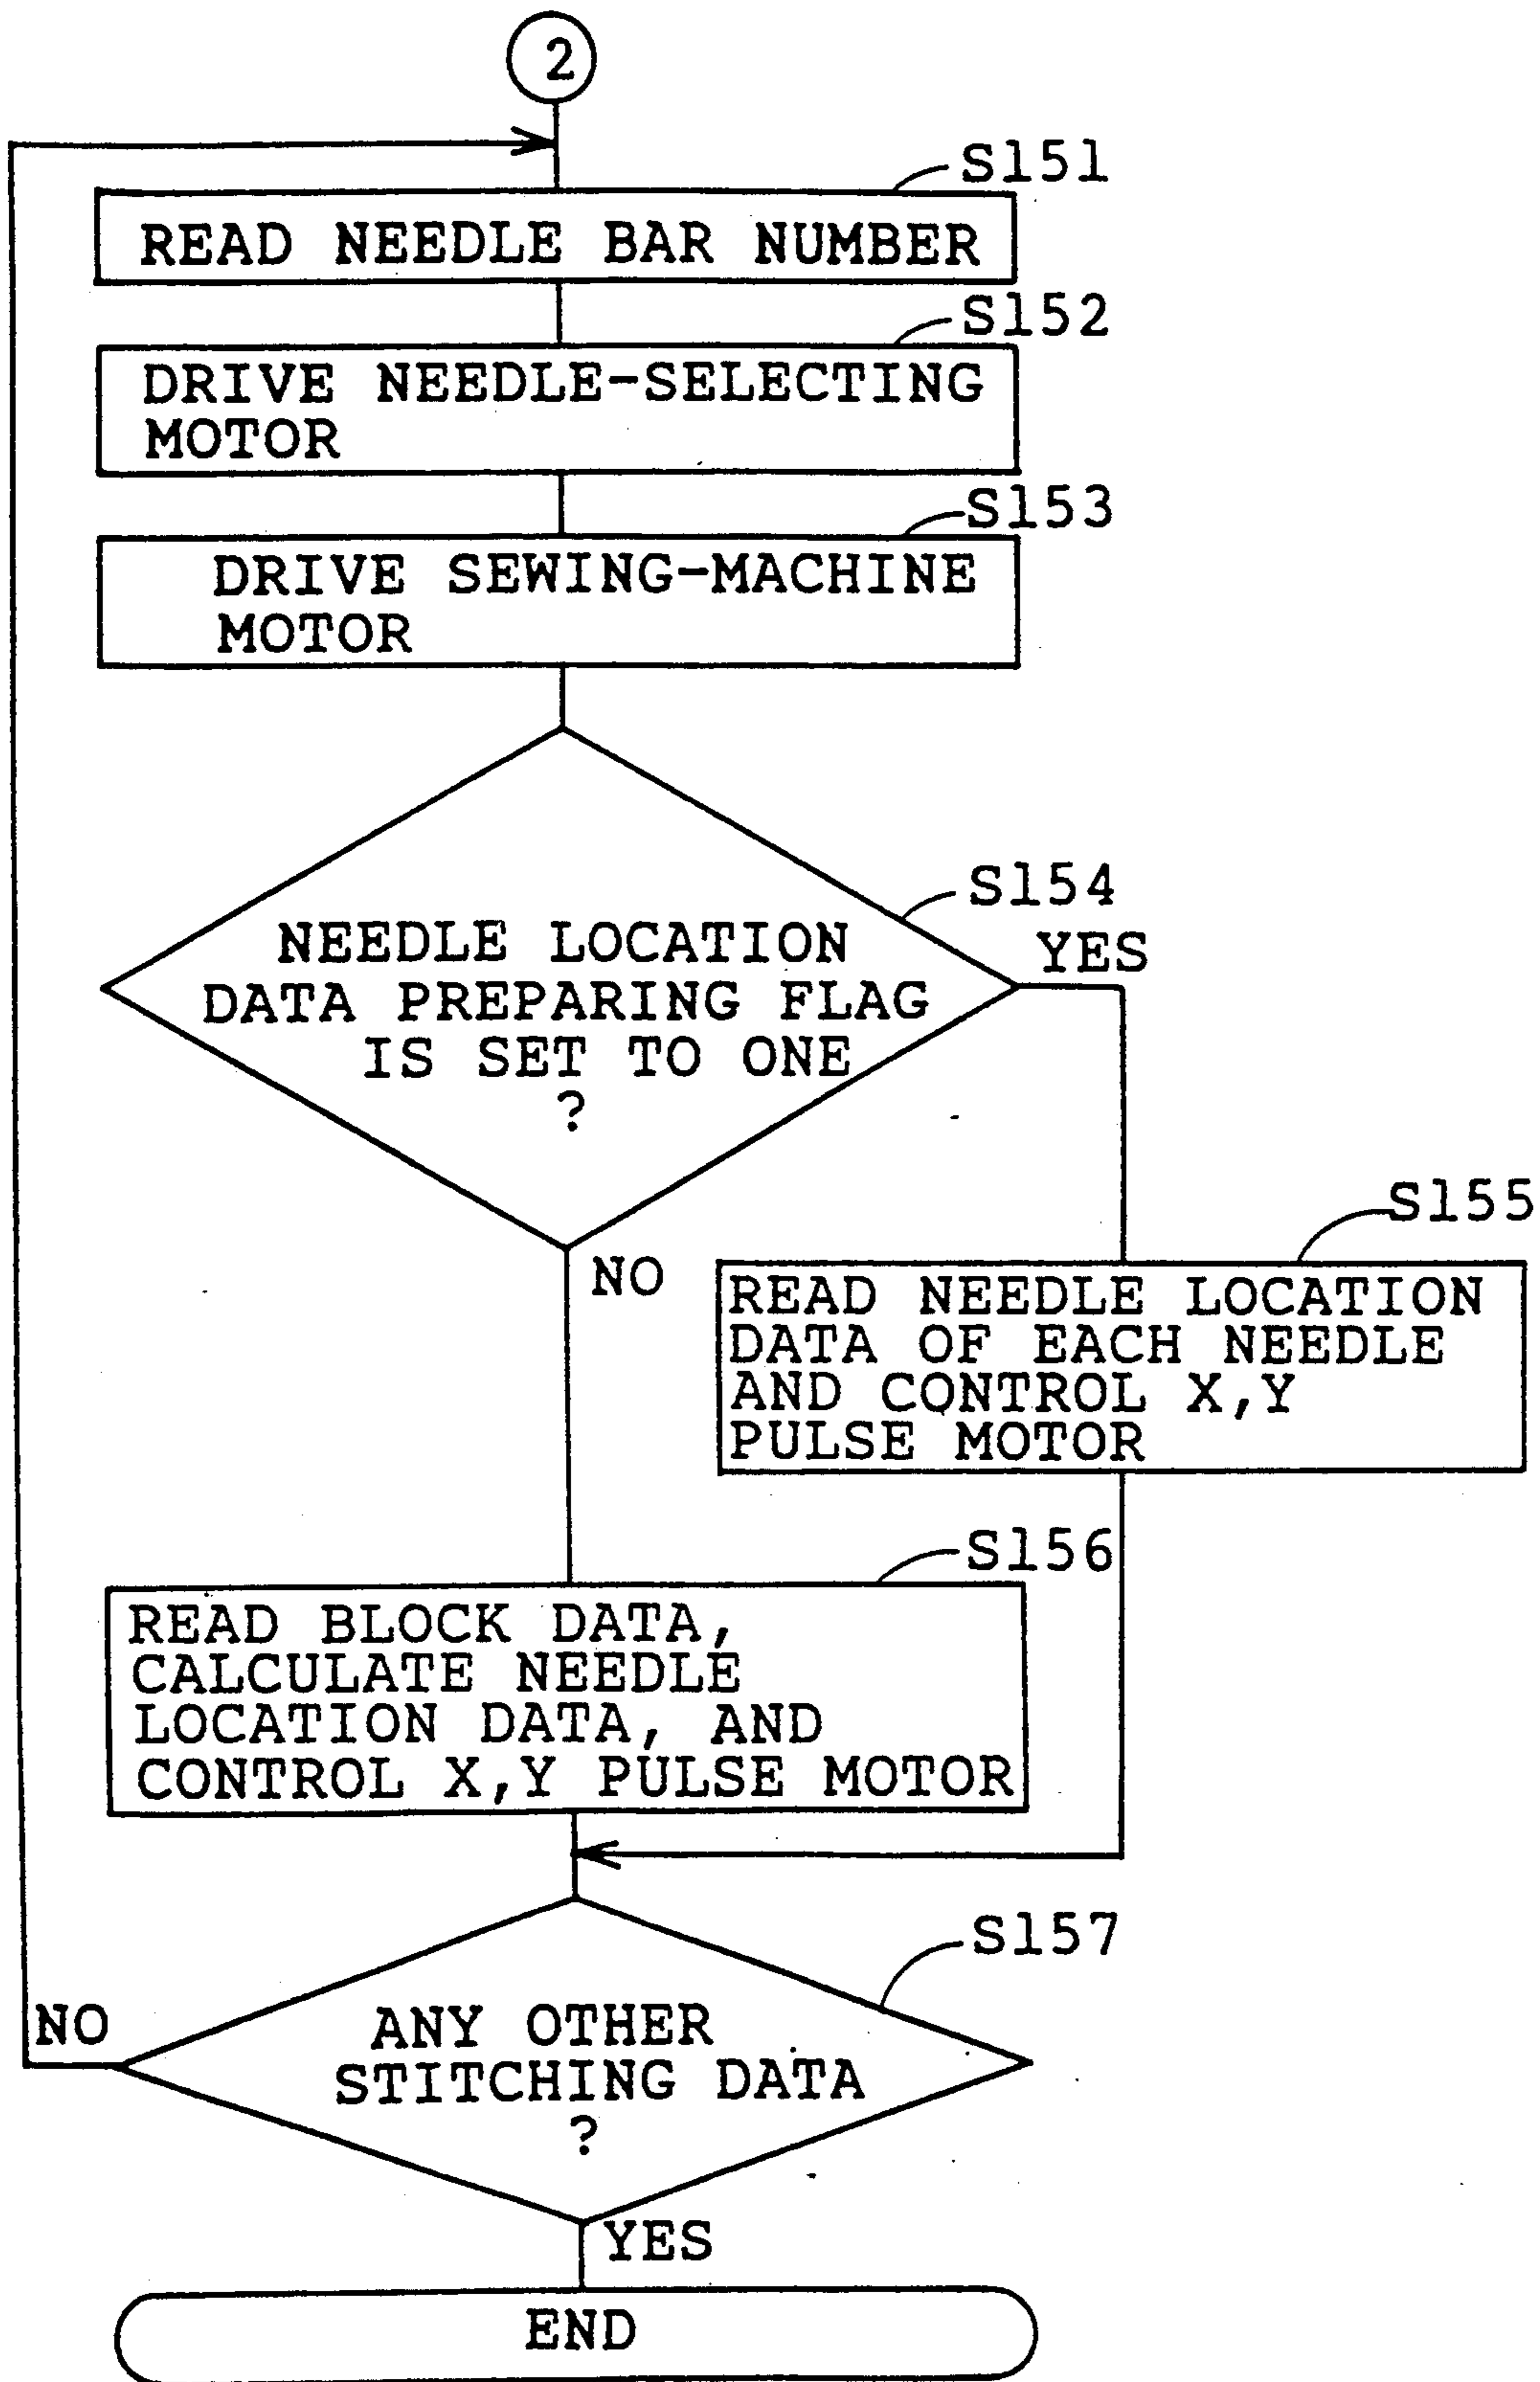 2
S151
READ NEEDLE BAR NUMBER
S152
DRIVE NEEDLE-SELECTING
MOTOR
S153
DRIVE SEWING-MACHINE
MOTOR
S154
NEEDLE LOCATION
DATA PREPARING FLAG
IS SET TO ONE
?
YES
NO
S155
READ NEEDLE LOCATION
DATA OF EACH NEEDLE
AND CONTROL X,Y
PULSE MOTOR
S156
READ BLOCK DATA,
CALCULATE NEEDLE
LOCATION DATA, AND
CONTROL X,Y PULSE MOTOR
S157
ANY OTHER
STITCHING DATA
?
NO
YES
END